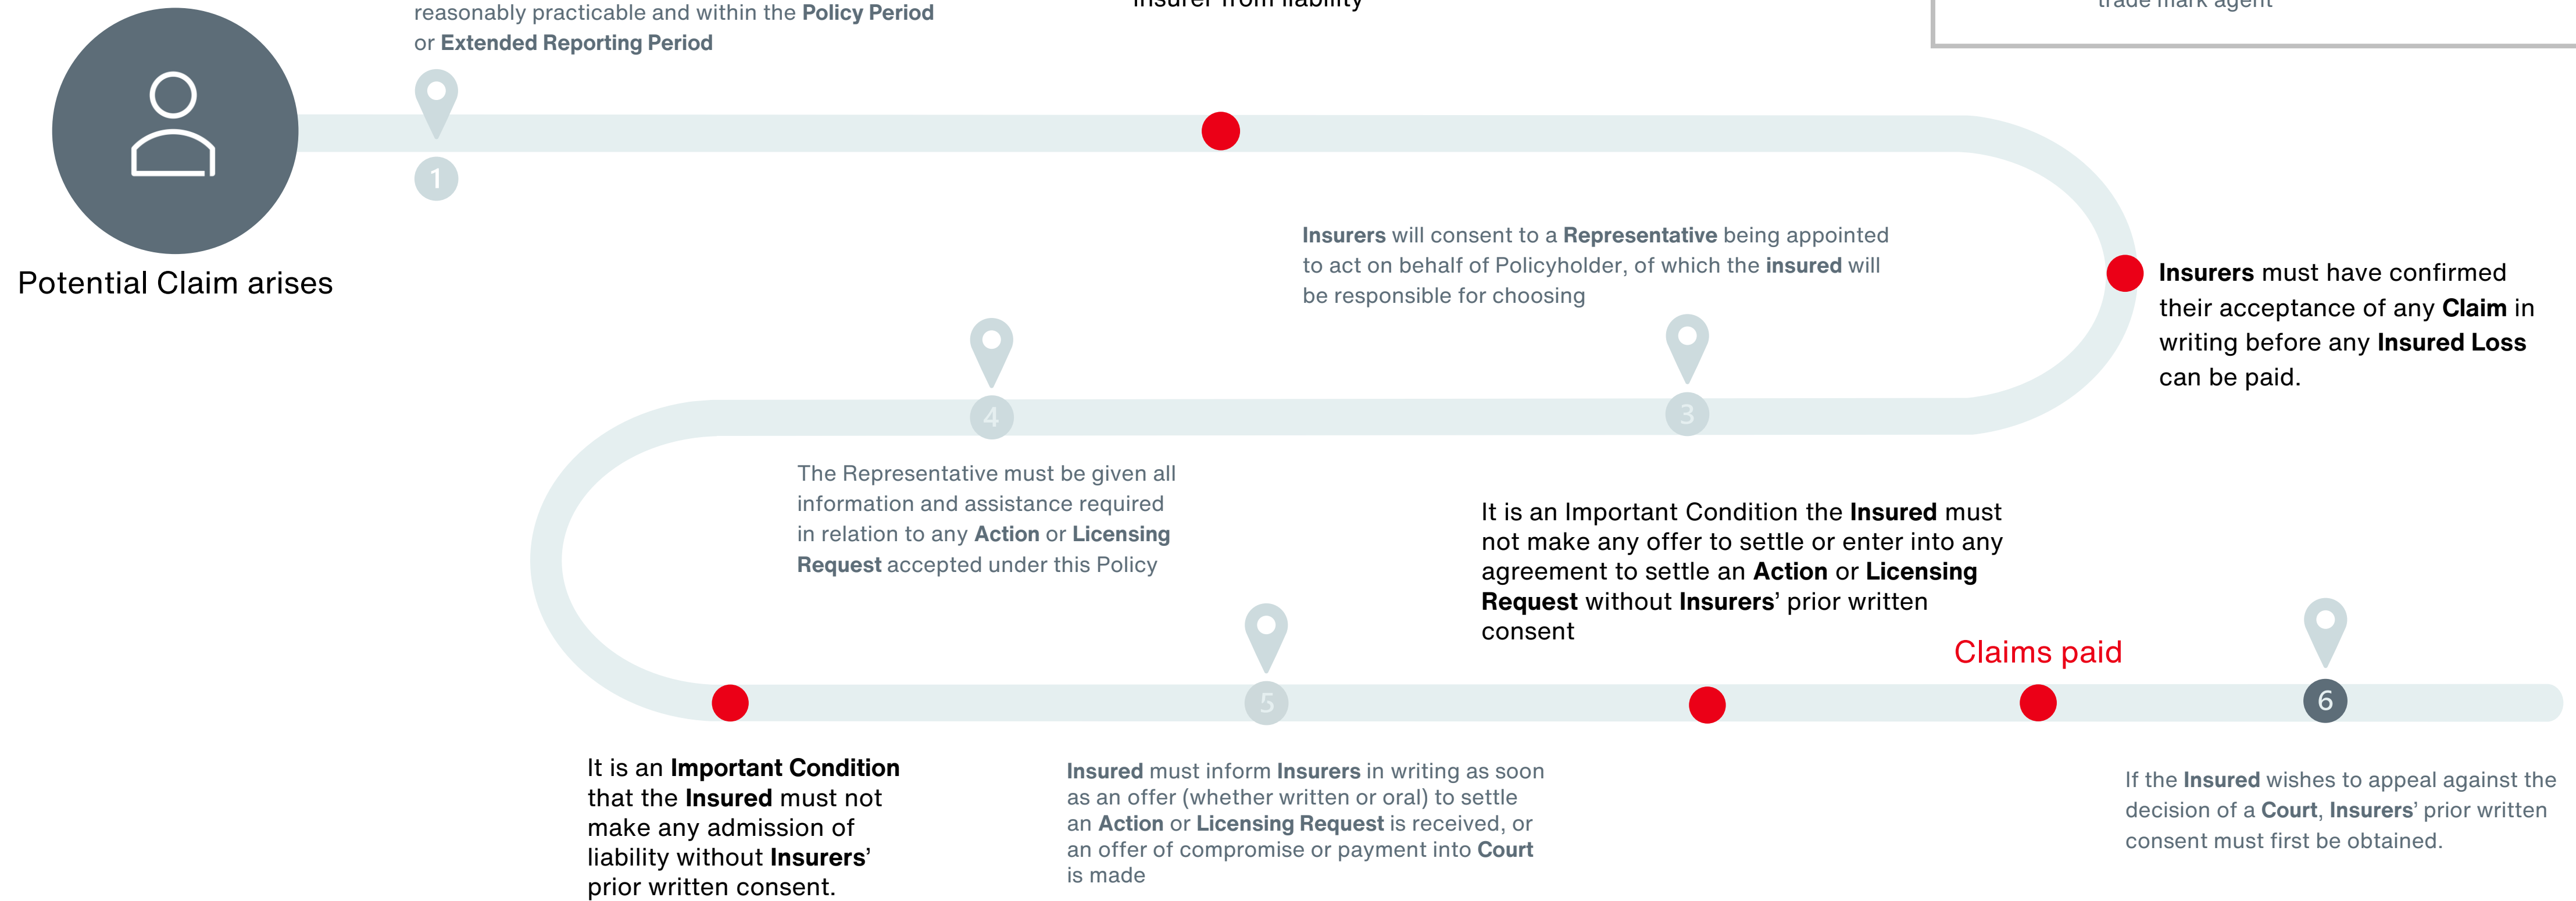 reasonably practicable and within the Policy Period
or Extended Reporting Period
insurer from liability
trade mark agent
1
Potential Claim arises
Insurers will consent to a Representative being appointed
to act on behalf of Policyholder, of which the insured will
be responsible for choosing
Insurers must have confirmed
their acceptance of any Claim in
writing before any Insured Loss
can be paid.
3
4
The Representative must be given all
information and assistance required
in relation to any Action or Licensing
Request accepted under this Policy
It is an Important Condition the Insured must
not make any offer to settle or enter into any
agreement to settle an Action or Licensing
Request without Insurers’ prior written
consent
Claims paid
5
6
It is an Important Condition
that the Insured must not
make any admission of
liability without Insurers’
prior written consent.
Insured must inform Insurers in writing as soon
as an offer (whether written or oral) to settle
an Action or Licensing Request is received, or
an offer of compromise or payment into Court
is made
If the Insured wishes to appeal against the
decision of a Court, Insurers’ prior written
consent must first be obtained.